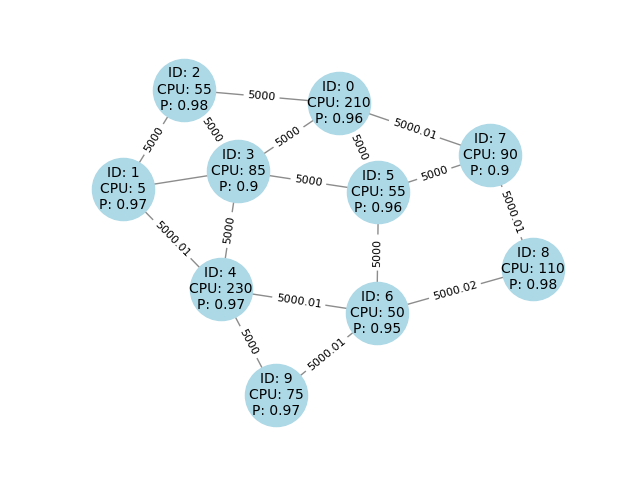 ID: 2
CPU: 55
P: 0.98
ID: 0
CPU: 210
P: 0.96
5000
5000
5000
5000
5000
5000.01
ID: 7
CPU: 90
P: 0.9
ID: 3
CPU: 85
P: 0.9
ID: 1
CPU: 5
P: 0.97
5000
ID: 5
CPU: 55
P: 0.96
5000
5000.01
5000
5000.01
5000
ID: 8
CPU: 110
P: 0.98
ID: 4
CPU: 230
P: 0.97
5000.01
ID: 6
CPU: 50
P: 0.95
5000.02
5000
5000.01
ID: 9
CPU: 75
P: 0.97